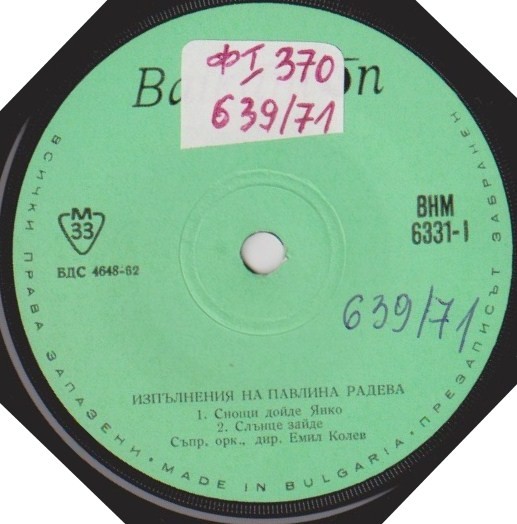 ФI 370
639/71
М
33
БДС 4648-62
ВНМ
6331-I
639/71
ИЗПЪЛНЕНИЯ НА ПАВЛИНА РАДЕВА
1. Снощи дойде Янко
2. Слънце зайде
Съпр. орк., дир. Емил Колев
ВСИЧКИ ПРАВА ЗАПАЗЕНИ • MADE IN BULGARIA • ПРЕЗАПИСЪТ ЗАБРАНЕН